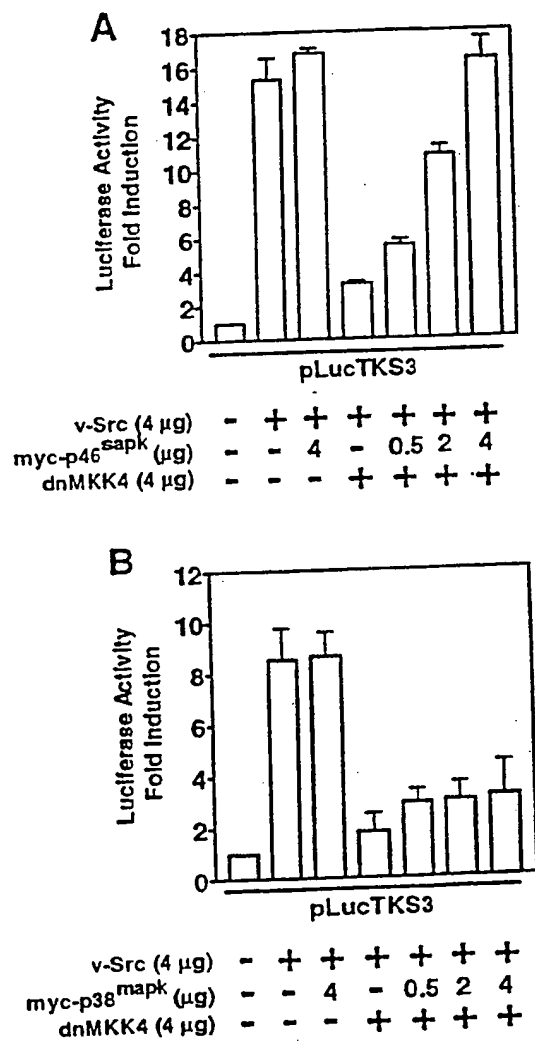 A
18
16
14
12
10
8
6
4
2
0
Luciferase Activity
Fold Induction
pLucTKS3
v-Src (4 μg) - + + + + + +
myc-p46sapk (μg) - - 4 - 0.5 2 4
dnMKK4 (4 μg) - - - + + + +
B
12
10
8
6
4
2
0
Luciferase Activity
Fold Induction
pLucTKS3
v-Src (4 μg) - + + + + + +
myc-p38mapk (μg) - - 4 - 0.5 2 4
dnMKK4 (4 μg) - - - + + + +